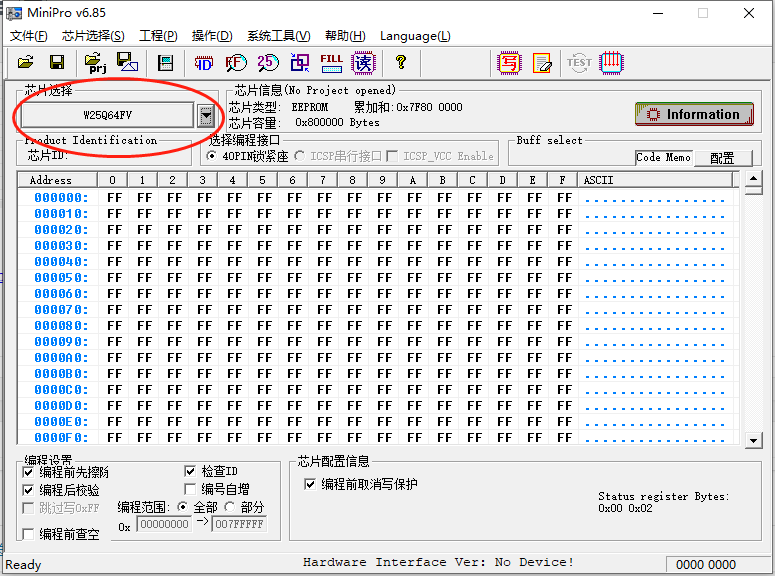 MiniPro v6.85
文件(F) 芯片选择(S) 工程(P) 操作(D) 系统工具(V) 帮助(H) Language(L)
prj ID F 25 FILL 读 ? 写 TEST
芯片选择 芯片信息(No Project opened)
W25Q64FV 芯片类型: EEPROM 累加和:0x7F80 0000 Information
芯片容量: 0x800000 Bytes
Product Identification 选择编程接口 Buff select
芯片ID: 40PIN锁紧座 ICSP串行接口 ICSP_VCC Enable Code Memo 配置
Address 0 1 2 3 4 5 6 7 8 9 A B C D E F ASCII
000000: FF FF FF FF FF FF FF FF FF FF FF FF FF FF FF FF ................
000010: FF FF FF FF FF FF FF FF FF FF FF FF FF FF FF FF ................
000020: FF FF FF FF FF FF FF FF FF FF FF FF FF FF FF FF ................
000030: FF FF FF FF FF FF FF FF FF FF FF FF FF FF FF FF ................
000040: FF FF FF FF FF FF FF FF FF FF FF FF FF FF FF FF ................
000050: FF FF FF FF FF FF FF FF FF FF FF FF FF FF FF FF ................
000060: FF FF FF FF FF FF FF FF FF FF FF FF FF FF FF FF ................
000070: FF FF FF FF FF FF FF FF FF FF FF FF FF FF FF FF ................
000080: FF FF FF FF FF FF FF FF FF FF FF FF FF FF FF FF ................
000090: FF FF FF FF FF FF FF FF FF FF FF FF FF FF FF FF ................
0000A0: FF FF FF FF FF FF FF FF FF FF FF FF FF FF FF FF ................
0000B0: FF FF FF FF FF FF FF FF FF FF FF FF FF FF FF FF ................
0000C0: FF FF FF FF FF FF FF FF FF FF FF FF FF FF FF FF ................
0000D0: FF FF FF FF FF FF FF FF FF FF FF FF FF FF FF FF ................
0000E0: FF FF FF FF FF FF FF FF FF FF FF FF FF FF FF FF ................
0000F0: FF FF FF FF FF FF FF FF FF FF FF FF FF FF FF FF ................
编程设置 芯片配置信息
编程前先擦除 检查ID 编程前取消写保护
编程后校验 编号自增 Status register Bytes:
跳过写0xFF 编程范围: 全部 部分 0x00 0x02
编程前查空 0x 00000000 -> 007FFFFF
Ready Hardware Interface Ver: No Device! 0000 0000